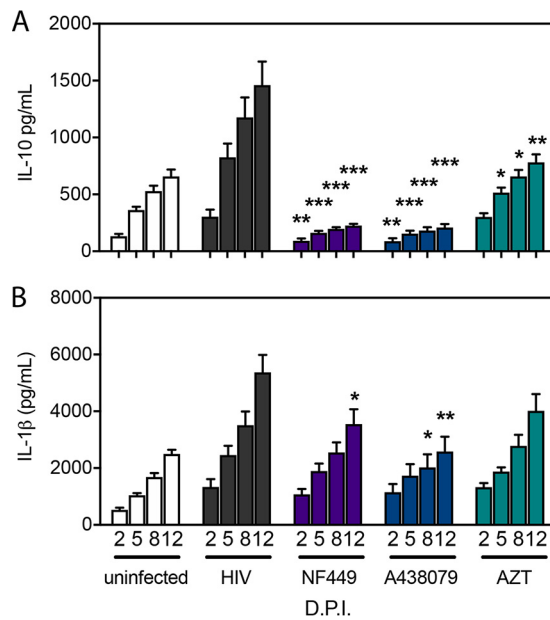 A
2000
1500
1000
500
0
IL-10 pg/mL
*** ***
*** *** **
*** *** * *
** ** *
B
8000
6000
4000
2000
0
IL-1β (pg/mL)
* ** *
2 5 8 12 2 5 8 12 2 5 8 12 2 5 8 12 2 5 8 12
uninfected HIV NF449 A438079 AZT
D.P.I.